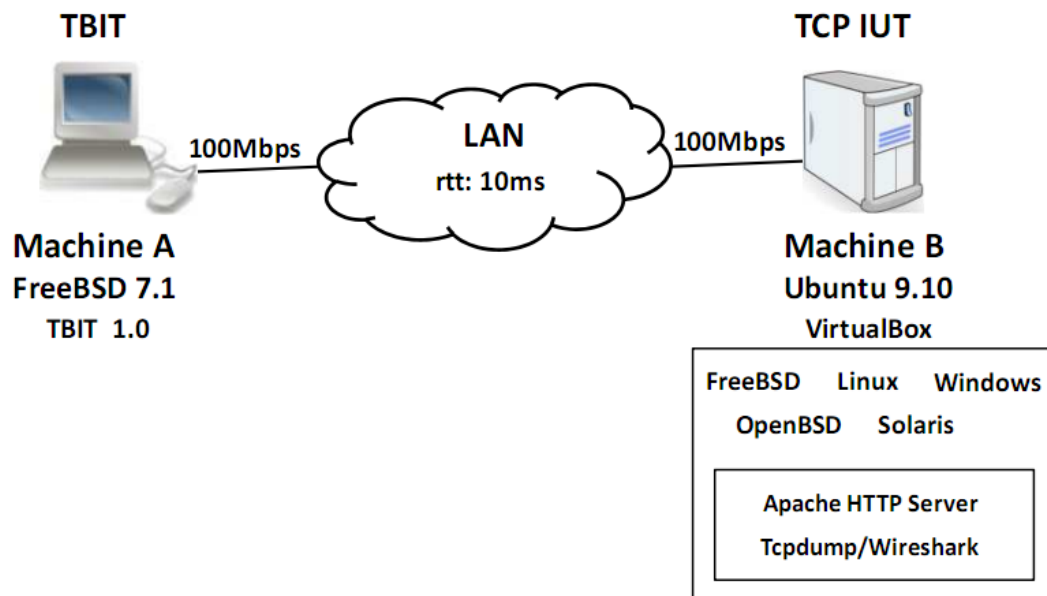 TBIT
TCP IUT
100Mbps
LAN
100Mbps
rtt: 10ms
Machine A
FreeBSD 7.1
TBIT 1.0
Machine B
Ubuntu 9.10
VirtualBox
FreeBSD Linux Windows
OpenBSD Solaris
Apache HTTP Server
Tcpdump/Wireshark